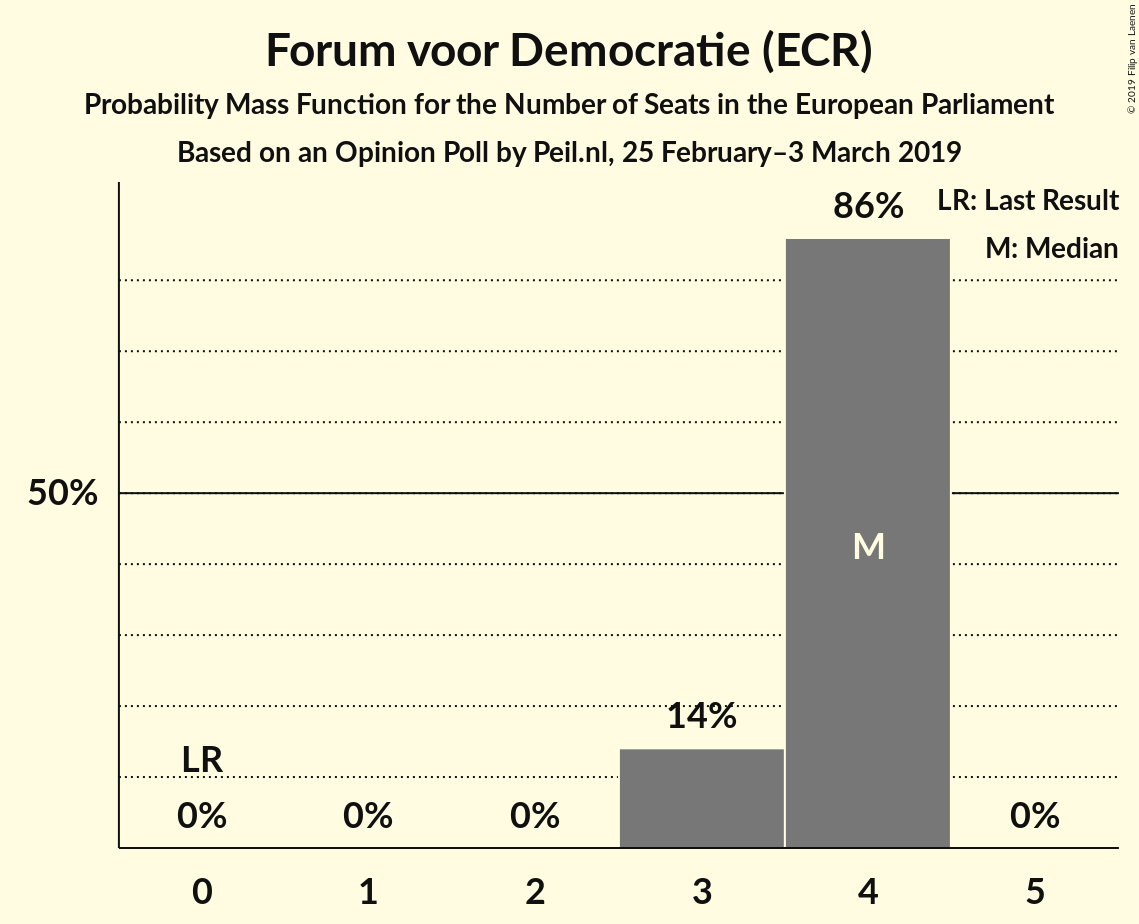 Forum voor Democratie (ECR)
Probability Mass Function for the Number of Seats in the European Parliament
Based on an Opinion Poll by Peil.nl, 25 February–3 March 2019
© 2019 Filip van Laenen
LR: Last Result
M: Median
86%
50%
M
14%
LR
0% 0% 0% 0%
0 1 2 3 4 5